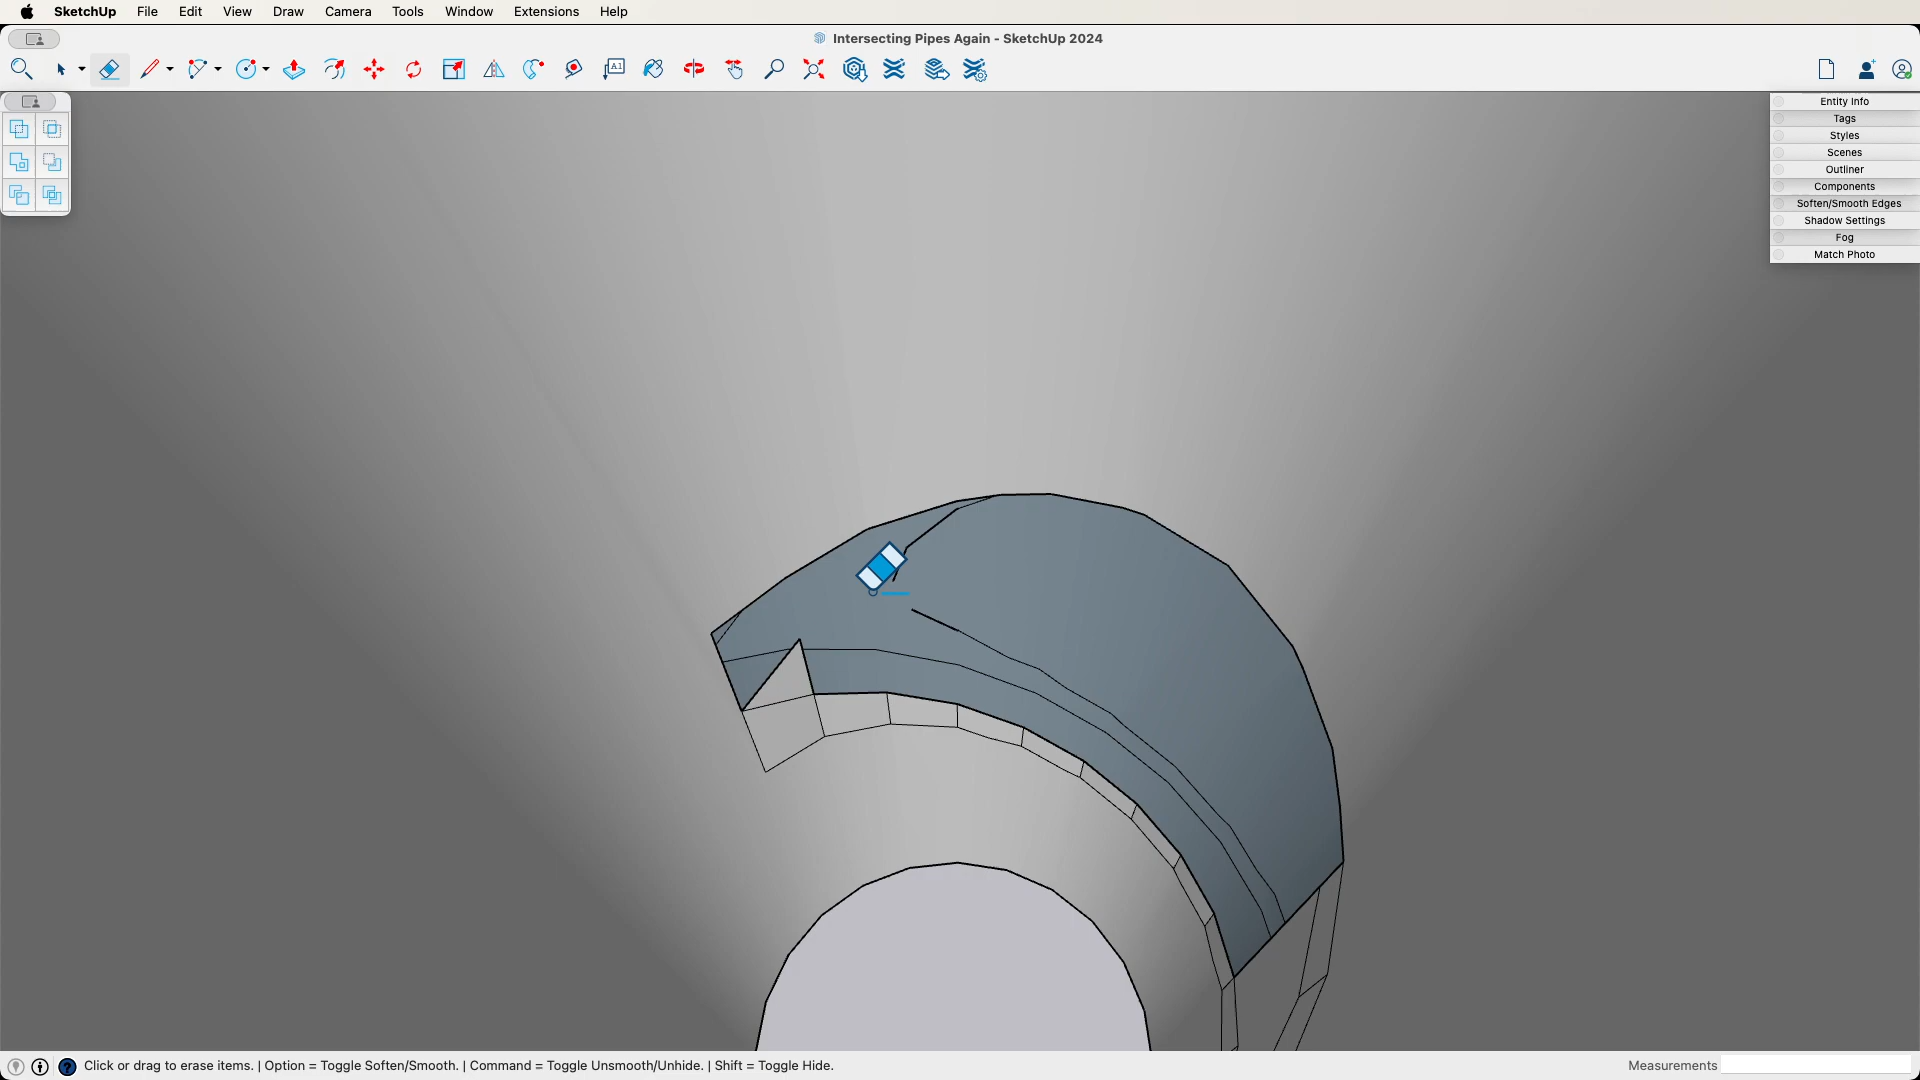 SketchUp File Edit View Draw Camera Tools Window Extensions Help
Intersecting Pipes Again - SketchUp 2024
A1
Entity Info
Tags
Styles
Scenes
Outliner
Components
Soften/Smooth Edges
Shadow Settings
Fog
Match Photo
Click or drag to erase items. | Option = Toggle Soften/Smooth. | Command = Toggle Unsmooth/Unhide. | Shift = Toggle Hide.
Measurements